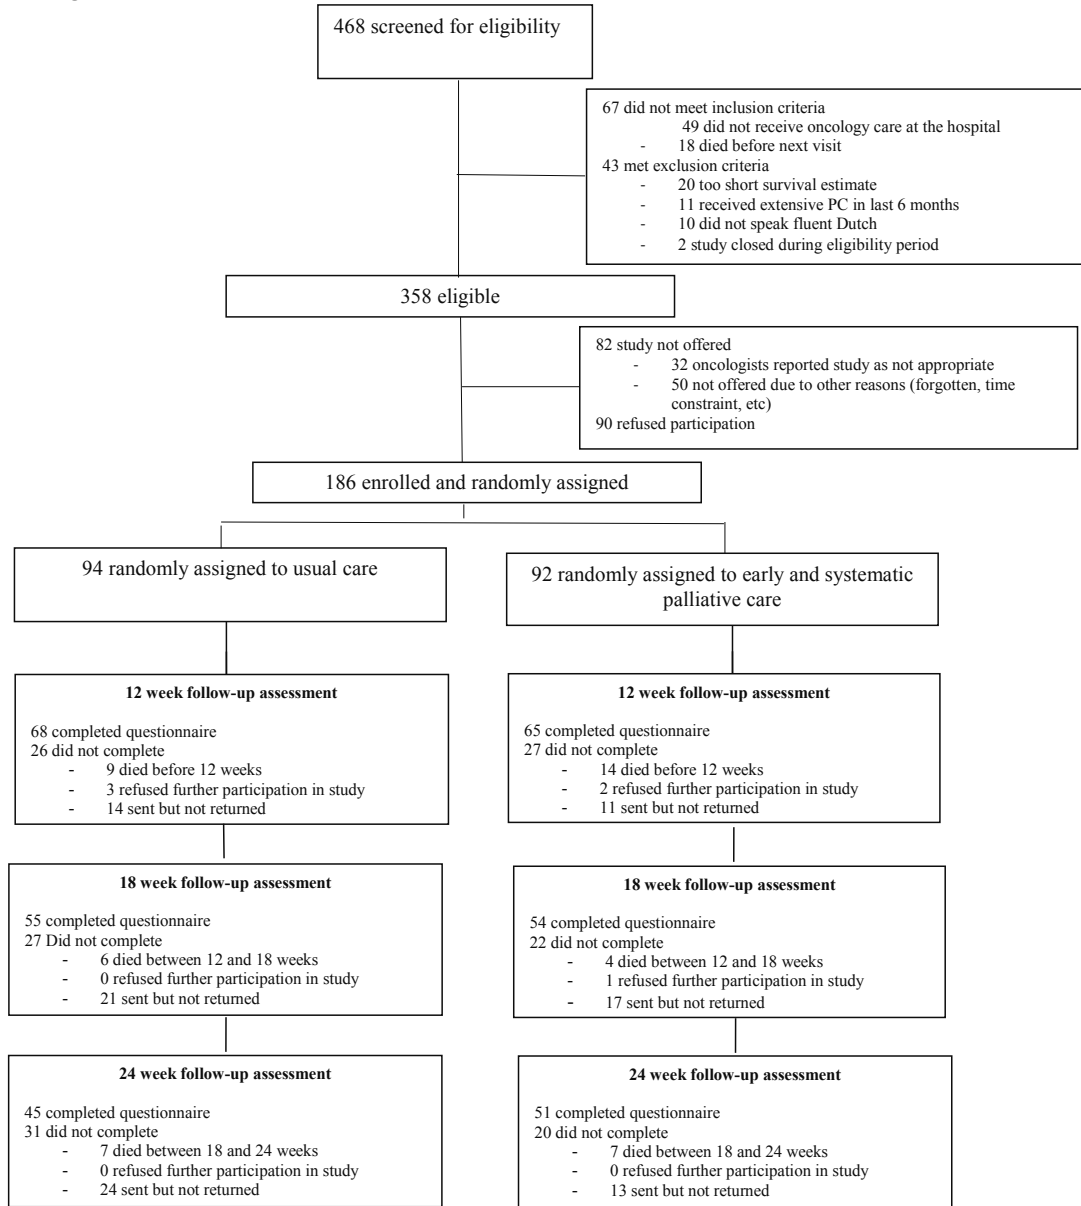 468 screened for eligibility
67 did not meet inclusion criteria
49 did not receive oncology care at the hospital
- 18 died before next visit
43 met exclusion criteria
- 20 too short survival estimate
- 11 received extensive PC in last 6 months
- 10 did not speak fluent Dutch
- 2 study closed during eligibility period
358 eligible
82 study not offered
- 32 oncologists reported study as not appropriate
- 50 not offered due to other reasons (forgotten, time
constraint, etc)
90 refused participation
186 enrolled and randomly assigned
94 randomly assigned to usual care
92 randomly assigned to early and systematic
palliative care
12 week follow-up assessment
68 completed questionnaire
26 did not complete
- 9 died before 12 weeks
- 3 refused further participation in study
- 14 sent but not returned
12 week follow-up assessment
65 completed questionnaire
27 did not complete
- 14 died before 12 weeks
- 2 refused further participation in study
- 11 sent but not returned
18 week follow-up assessment
55 completed questionnaire
27 Did not complete
- 6 died between 12 and 18 weeks
- 0 refused further participation in study
- 21 sent but not returned
18 week follow-up assessment
54 completed questionnaire
22 did not complete
- 4 died between 12 and 18 weeks
- 1 refused further participation in study
- 17 sent but not returned
24 week follow-up assessment
45 completed questionnaire
31 did not complete
- 7 died between 18 and 24 weeks
- 0 refused further participation in study
- 24 sent but not returned
24 week follow-up assessment
51 completed questionnaire
20 did not complete
- 7 died between 18 and 24 weeks
- 0 refused further participation in study
- 13 sent but not returned